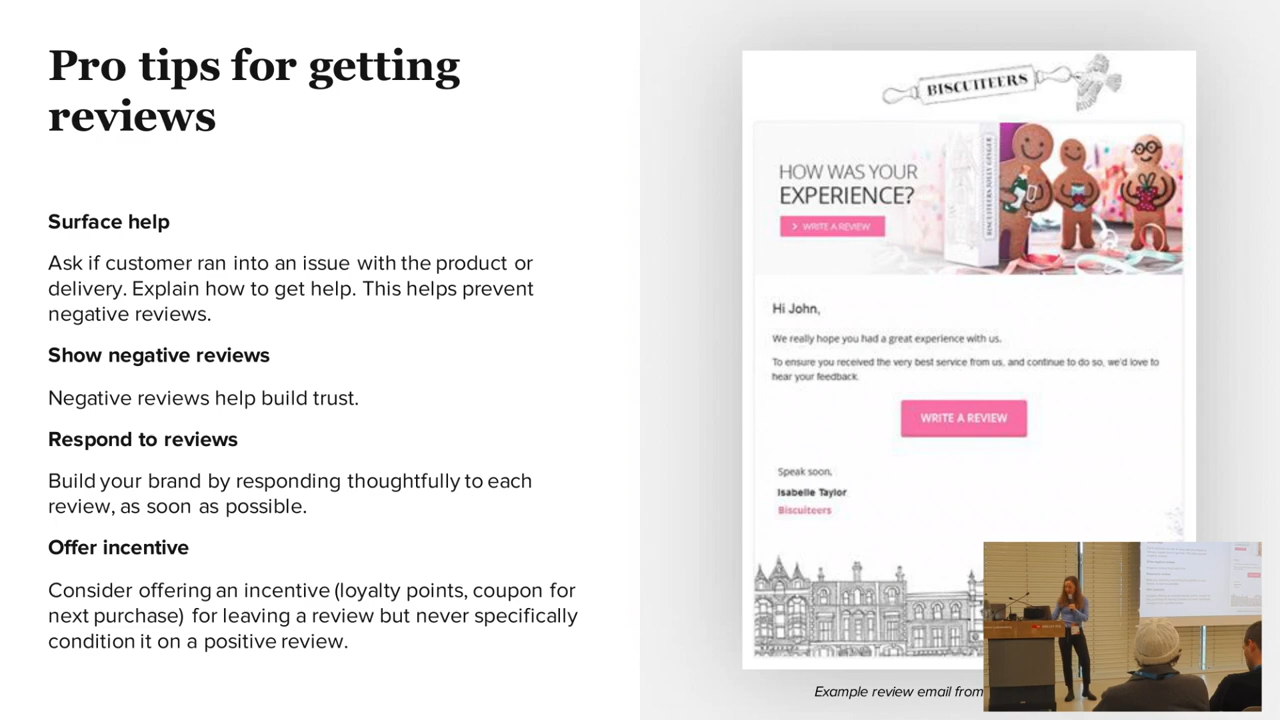 Pro tips for getting
reviews
Surface help
Ask if customer ran into an issue with the product or
delivery. Explain how to get help. This helps prevent
negative reviews.
Show negative reviews
Negative reviews help build trust.
Respond to reviews
Build your brand by responding thoughtfully to each
review, as soon as possible.
Offer incentive
Consider offering an incentive (loyalty points, coupon for
next purchase) for leaving a review but never specifically
condition it on a positive review.
BISCUITEERS
HOW WAS YOUR
EXPERIENCE?
> WRITE A REVIEW
Hi John,
We really hope you had a great experience with us.
To ensure you received the very best service from us, and continue to do so, we'd love to
hear your feedback.
WRITE A REVIEW
Speak soon,
Isabelle Taylor
Biscuiteers
Example review email from